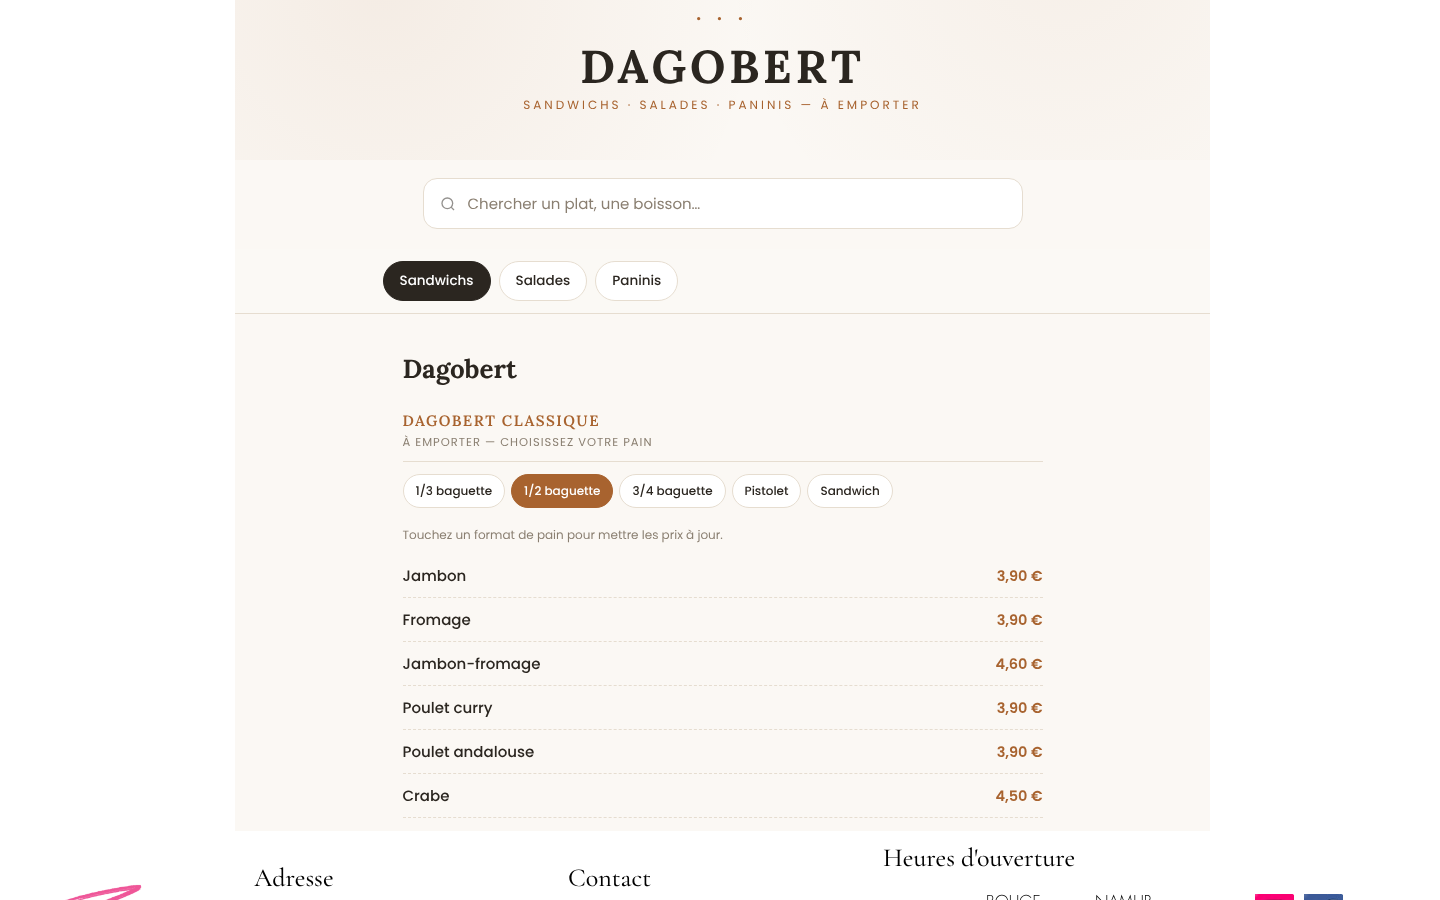 DAGOBERT
SANDWICHS · SALADES · PANINIS — À EMPORTER
Chercher un plat, une boisson…
Sandwichs Salades Paninis
Dagobert
DAGOBERT CLASSIQUE
À EMPORTER — CHOISISSEZ VOTRE PAIN
1/3 baguette 1/2 baguette 3/4 baguette Pistolet Sandwich
Touchez un format de pain pour mettre les prix à jour.
Jambon 3,90 €
Fromage 3,90 €
Jambon-fromage 4,60 €
Poulet curry 3,90 €
Poulet andalouse 3,90 €
Crabe 4,50 €
Heures d'ouverture
Adresse Contact
BOUGE NAMUR